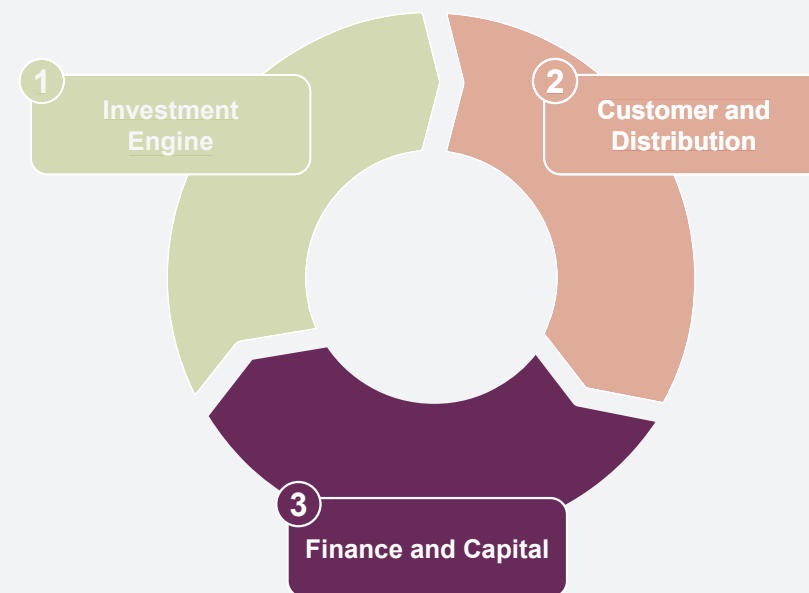 1
Investment
Engine
2
Customer and
Distribution
3
Finance and Capital